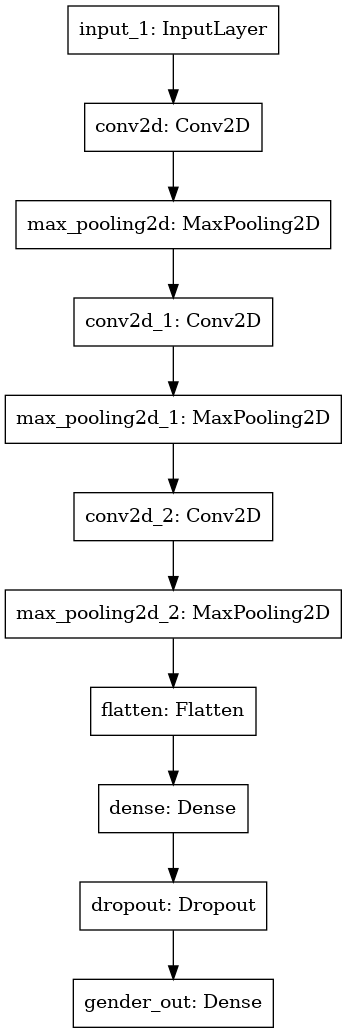 input_1: InputLayer
conv2d: Conv2D
max_pooling2d: MaxPooling2D
conv2d_1: Conv2D
max_pooling2d_1: MaxPooling2D
conv2d_2: Conv2D
max_pooling2d_2: MaxPooling2D
flatten: Flatten
dense: Dense
dropout: Dropout
gender_out: Dense